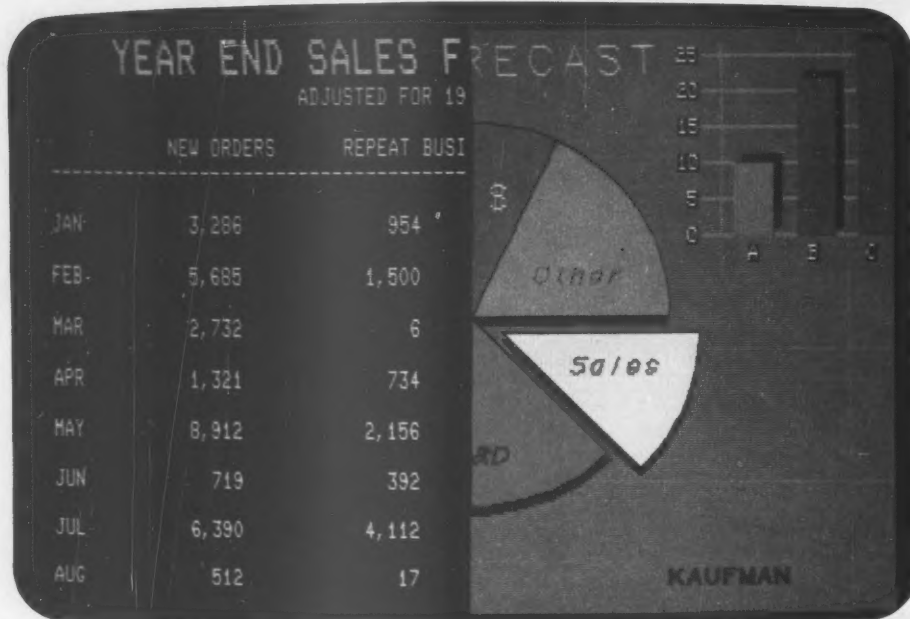 YEAR END SALES F RECAST
ADJUSTED FOR 19
NEW ORDERS REPEAT BUSI
JAN 3,286 954
FEB 5,685 1,500
MAR 2,732 6
APR 1,321 734
MAY 8,912 2,156
JUN 719 392
JUL 6,390 4,112
AUG 512 17
$
Other
Sales
&D
25
20
15
10
5
0
A B C
KAUFMAN